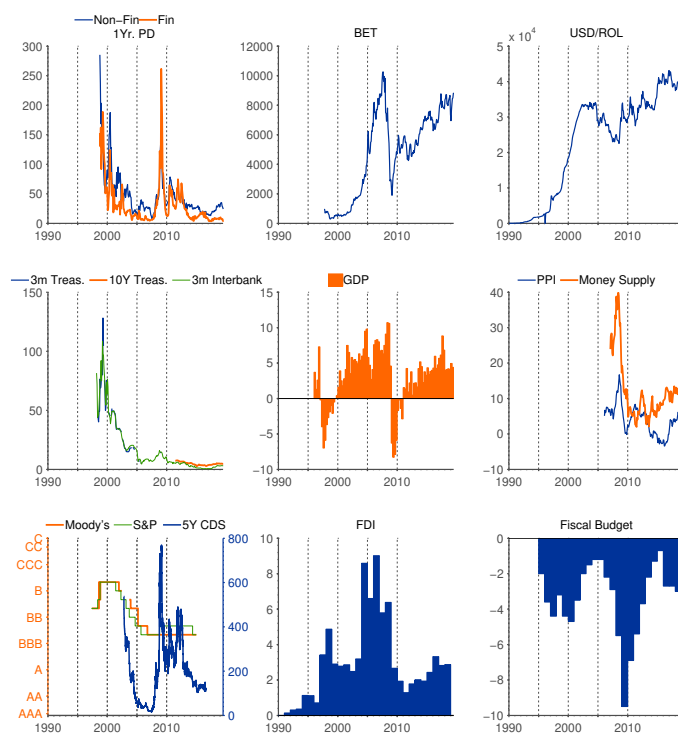 Non−Fin Fin
1Yr. PD
300
250
200
150
100
50
0
1990 2000 2010
BET
12000
10000
8000
6000
4000
2000
0
1990 2000 2010
USD/ROL
5 x 10⁴
4
3
2
1
0
1990 2000 2010
3m Treas. 10Y Treas. 3m Interbank
150
100
50
0
1990 2000 2010
GDP
15
10
5
0
−5
−10
1990 2000 2010
PPI Money Supply
40
30
20
10
0
−10
1990 2000 2010
Moody's S&P 5Y CDS
C
CC
CCC
B
BB
BBB
A
AA
AAA
800
600
400
200
0
1990 2000 2010
FDI
10
8
6
4
2
0
1990 2000 2010
Fiscal Budget
0
−2
−4
−6
−8
−10
1990 2000 2010